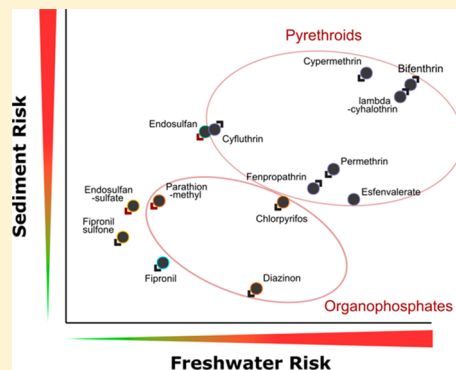 Pyrethroids
Cypermethrin
Bifenthrin
lambda
-cyhalothrin
Endosulfan
Cyfluthrin
Permethrin
Fenpropathrin
Esfenvalerate
Endosulfan
-sulfate
Parathion
-methyl
Chlorpyrifos
Fipronil
sulfone
Fipronil
Diazinon
Organophosphates
Sediment Risk
Freshwater Risk